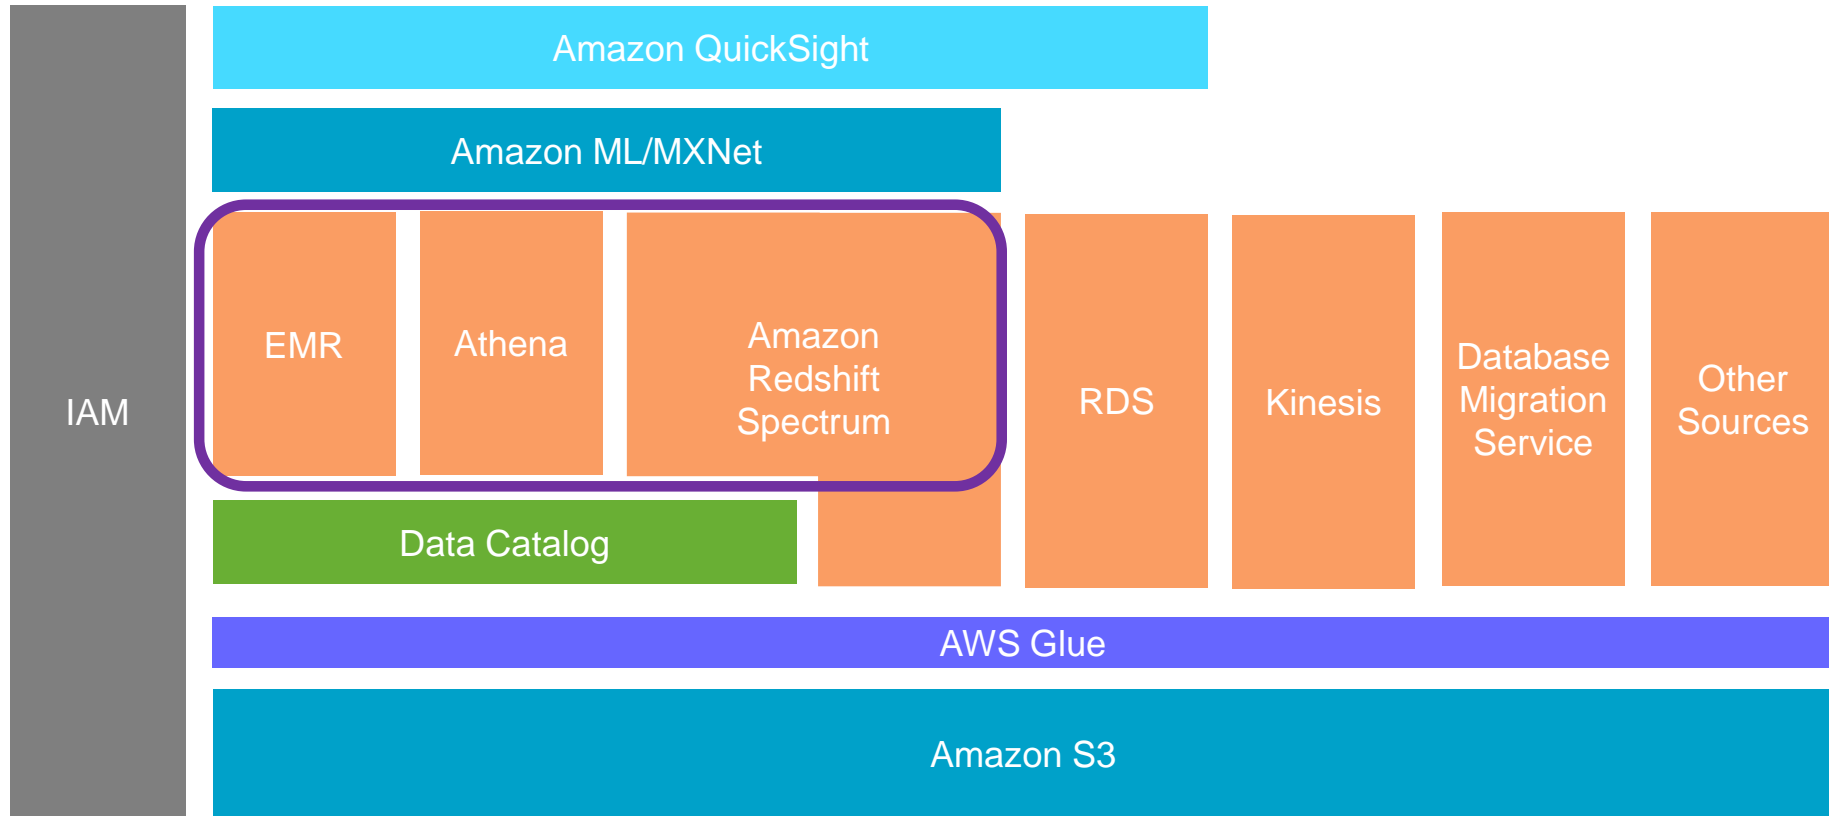 Amazon QuickSight
Amazon ML/MXNet
IAM
EMR
Athena
Amazon
Redshift
Spectrum
RDS
Kinesis
Database
Migration
Service
Other
Sources
Data Catalog
AWS Glue
Amazon S3